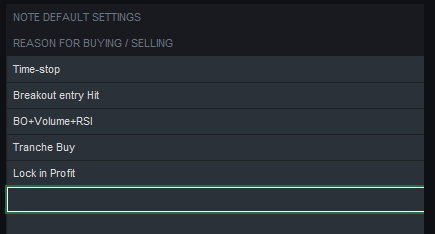 NOTE DEFAULT SETTINGS
REASON FOR BUYING / SELLING
Time-stop
Breakout entry Hit
BO+Volume+RSI
Tranche Buy
Lock in Profit